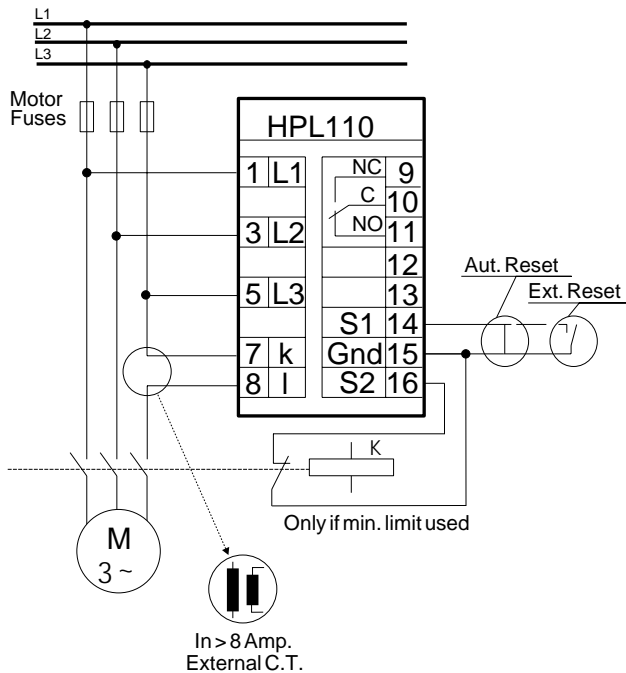 L1
L2
L3
Motor
Fuses
HPL110
1 L1
3 L2
5 L3
7 k
8 l
NC 9
C 10
NO 11
12
13
S1 14
Gnd 15
S2 16
Aut. Reset
Ext. Reset
K
Only if min. limit used
M
3 ~
In > 8 Amp.
External C.T.